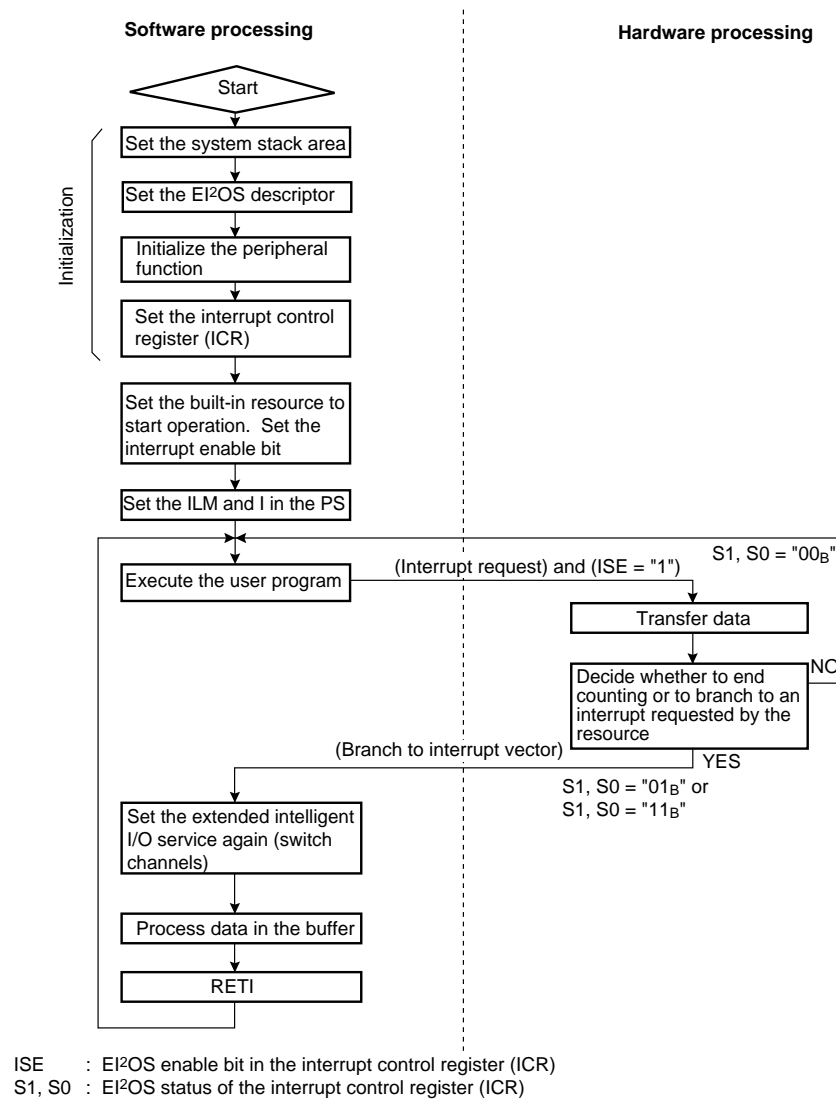 Software processing
Hardware processing
Start
Initialization
Set the system stack area
Set the EI²OS descriptor
Initialize the peripheral
function
Set the interrupt control
register (ICR)
Set the built-in resource to
start operation.  Set the
interrupt enable bit
Set the ILM and I in the PS
S1, S0 = "00B"
Execute the user program
(Interrupt request) and (ISE = "1")
Transfer data
Decide whether to end
counting or to branch to an
interrupt requested by the
resource
NO
(Branch to interrupt vector)
YES
S1, S0 = "01B" or
S1, S0 = "11B"
Set the extended intelligent
I/O service again (switch
channels)
Process data in the buffer
RETI
ISE : EI²OS enable bit in the interrupt control register (ICR)
S1, S0 : EI²OS status of the interrupt control register (ICR)